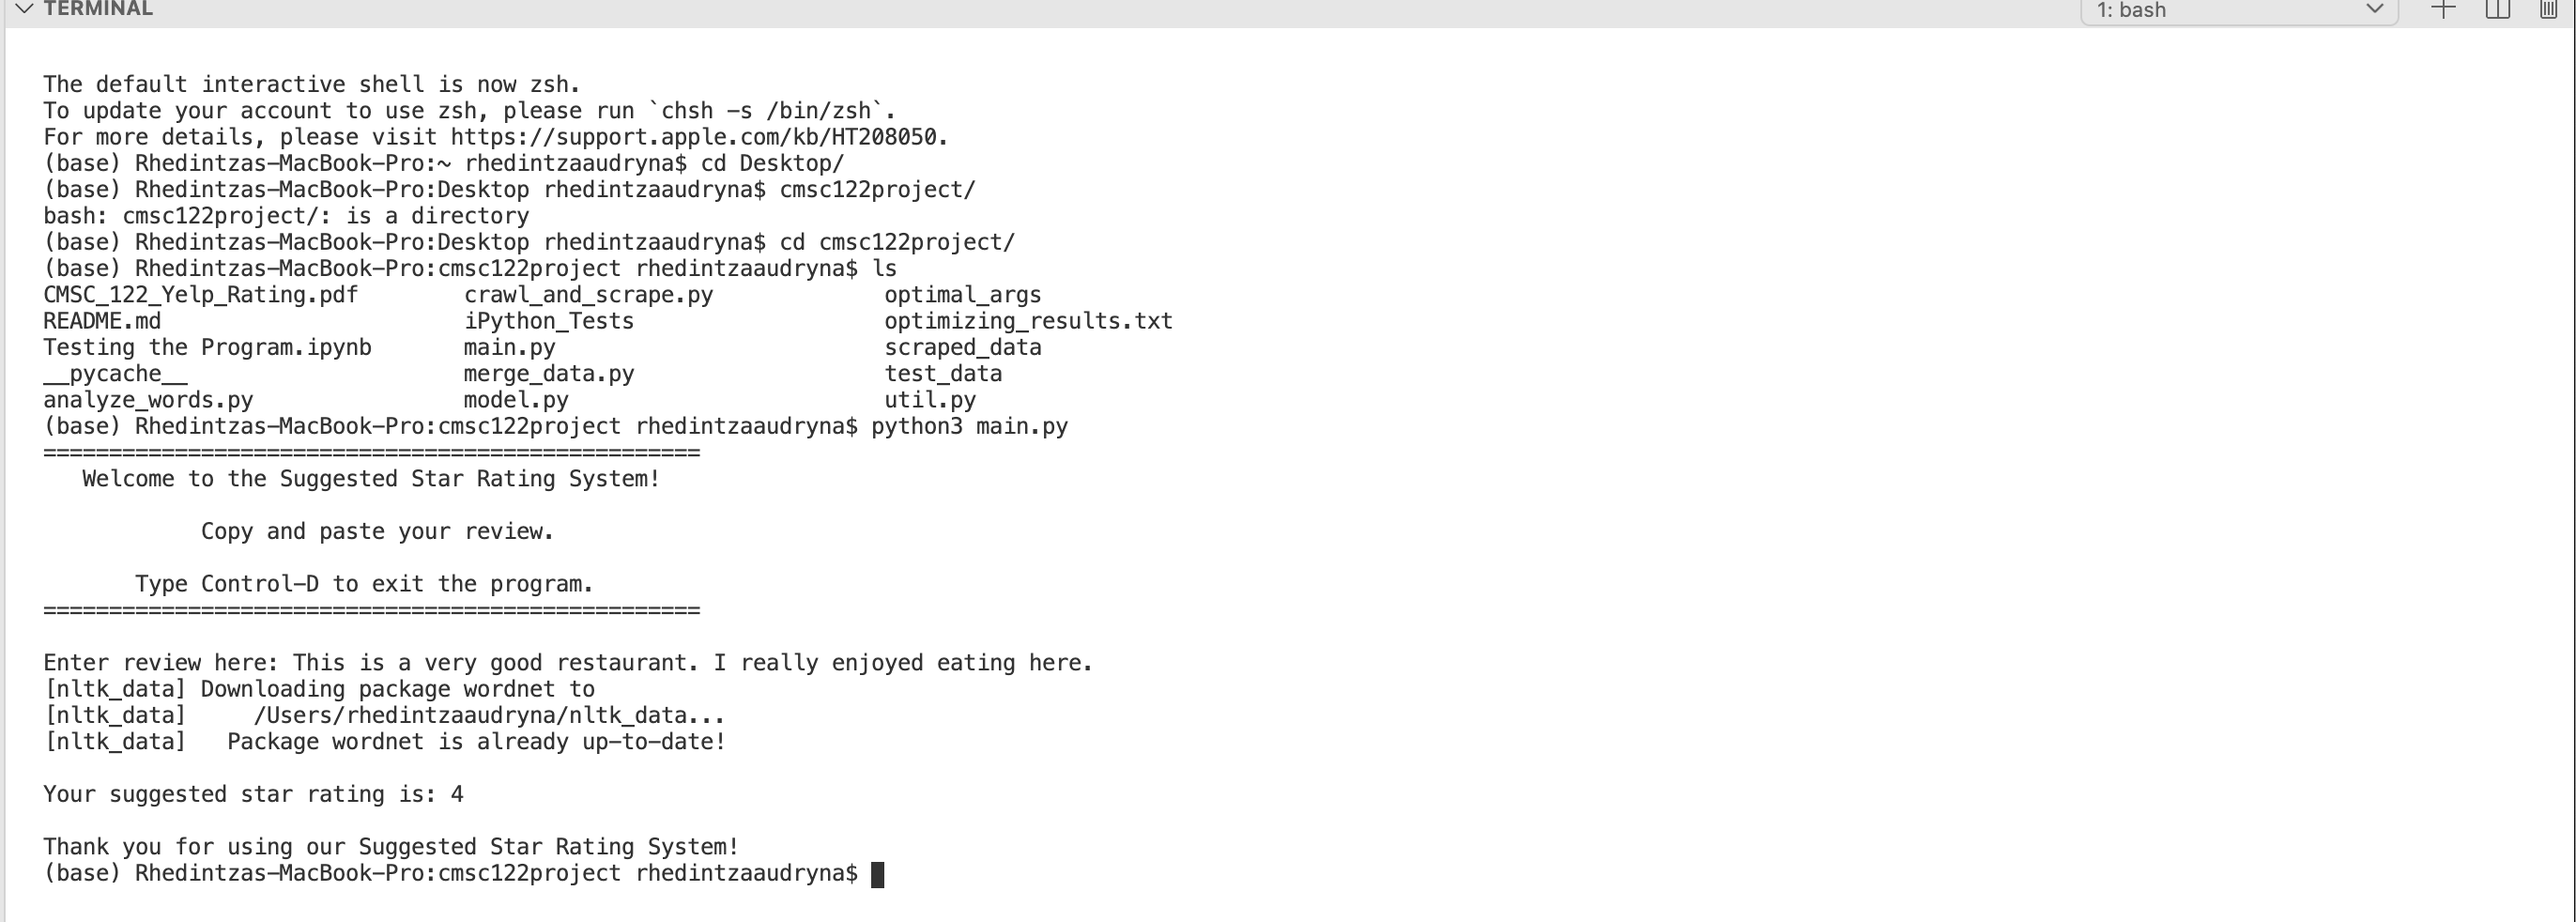 TERMINAL
1: bash
The default interactive shell is now zsh.
To update your account to use zsh, please run `chsh -s /bin/zsh`.
For more details, please visit https://support.apple.com/kb/HT208050.
(base) Rhedintzas-MacBook-Pro:~ rhedintzaaudryna$ cd Desktop/
(base) Rhedintzas-MacBook-Pro:Desktop rhedintzaaudryna$ cmsc122project/
bash: cmsc122project/: is a directory
(base) Rhedintzas-MacBook-Pro:Desktop rhedintzaaudryna$ cd cmsc122project/
(base) Rhedintzas-MacBook-Pro:cmsc122project rhedintzaaudryna$ ls
CMSC_122_Yelp_Rating.pdf        crawl_and_scrape.py             optimal_args
README.md                       iPython_Tests                   optimizing_results.txt
Testing the Program.ipynb       main.py                         scraped_data
__pycache__                     merge_data.py                   test_data
analyze_words.py                model.py                        util.py
(base) Rhedintzas-MacBook-Pro:cmsc122project rhedintzaaudryna$ python3 main.py
==================================================
   Welcome to the Suggested Star Rating System!
            Copy and paste your review.
       Type Control-D to exit the program.
==================================================
Enter review here: This is a very good restaurant. I really enjoyed eating here.
[nltk_data] Downloading package wordnet to
[nltk_data]     /Users/rhedintzaaudryna/nltk_data...
[nltk_data]   Package wordnet is already up-to-date!
Your suggested star rating is: 4
Thank you for using our Suggested Star Rating System!
(base) Rhedintzas-MacBook-Pro:cmsc122project rhedintzaaudryna$